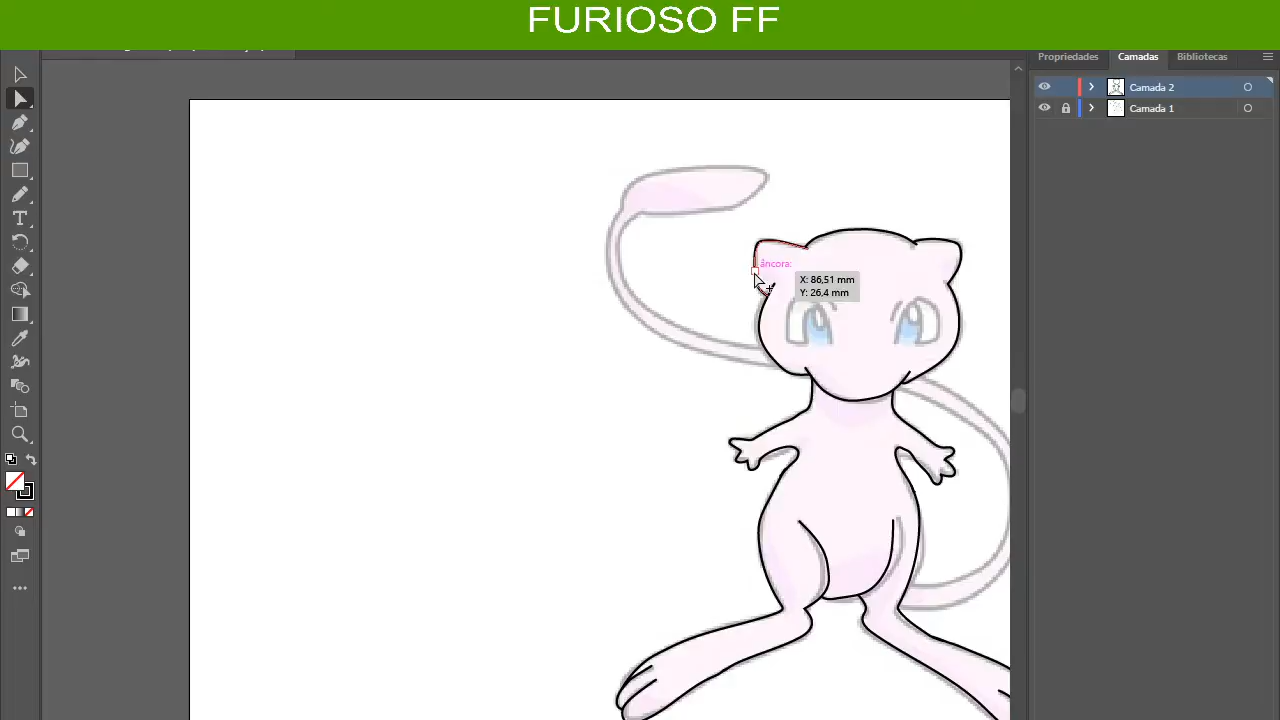 FURIOSO FF
Propriedades Camadas Bibliotecas
Camada 2
Camada 1
âncora:
X: 86,51 mm
Y: 26,4 mm